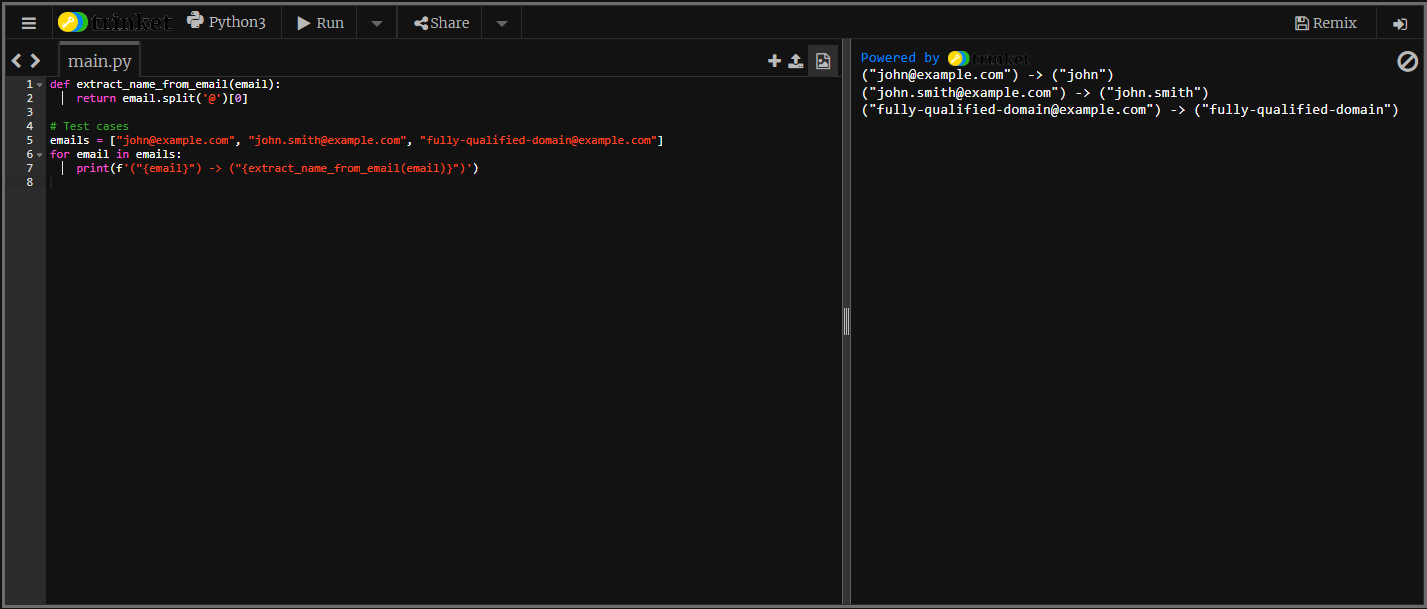 trinket Python3 Run Share Remix
main.py
1 def extract_name_from_email(email):
2     return email.split('@')[0]
3
4 # Test cases
5 emails = ["john@example.com", "john.smith@example.com", "fully-qualified-domain@example.com"]
6 for email in emails:
7     print(f'("{email}") -> ("{extract_name_from_email(email)}")')
8
Powered by trinket
("john@example.com") -> ("john")
("john.smith@example.com") -> ("john.smith")
("fully-qualified-domain@example.com") -> ("fully-qualified-domain")